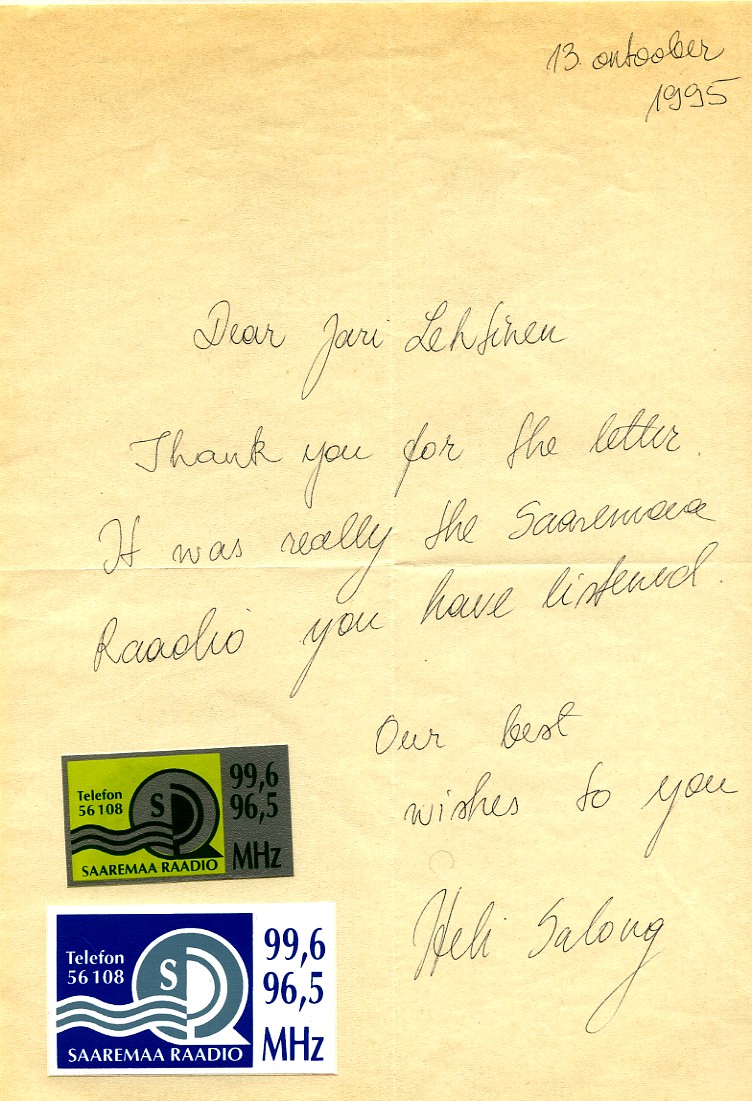 13. oktoober
1995
Dear Jari Lehtinen
Thank you for the letter.
It was really the Saaremaa
Raadio you have listened.
Our best
wishes to you
Heli Salong
Telefon
56 108
S
99,6
96,5
MHz
SAAREMAA RAADIO
Telefon
56 108
S
99,6
96,5
MHz
SAAREMAA RAADIO